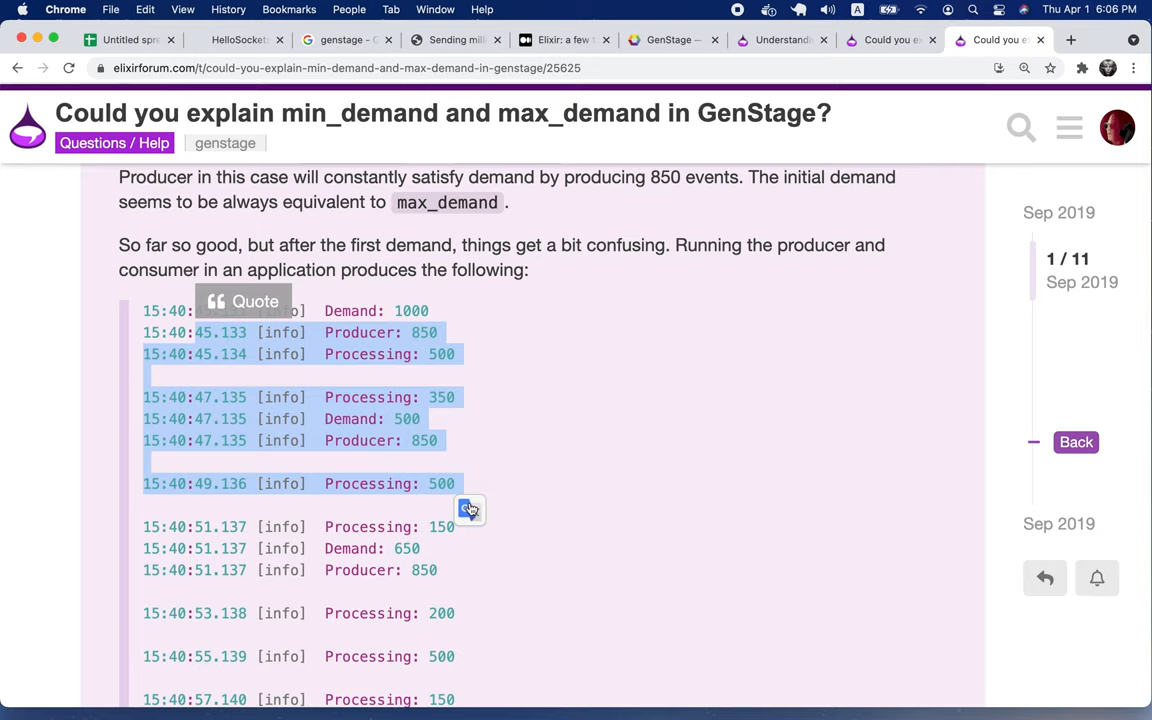 Chrome File Edit View History Bookmarks People Tab Window Help A Thu Apr 1 6:06 PM
Untitled spre HelloSockets genstage - G Sending mill Elixir: a few GenStage — Understandi Could you ex Could you ex
elixirforum.com/t/could-you-explain-min-demand-and-max-demand-in-genstage/25625
Could you explain min_demand and max_demand in GenStage?
Questions / Help genstage
Producer in this case will constantly satisfy demand by producing 850 events. The initial demand
seems to be always equivalent to max_demand .
So far so good, but after the first demand, things get a bit confusing. Running the producer and
consumer in an application produces the following:
Quote
15:40: Demand: 1000
15:40:45.133 [info] Producer: 850
15:40:45.134 [info] Processing: 500
15:40:47.135 [info] Processing: 350
15:40:47.135 [info] Demand: 500
15:40:47.135 [info] Producer: 850
15:40:49.136 [info] Processing: 500
15:40:51.137 [info] Processing: 150
15:40:51.137 [info] Demand: 650
15:40:51.137 [info] Producer: 850
15:40:53.138 [info] Processing: 200
15:40:55.139 [info] Processing: 500
15:40:57.140 [info] Processing: 150
Sep 2019
1 / 11
Sep 2019
Back
Sep 2019